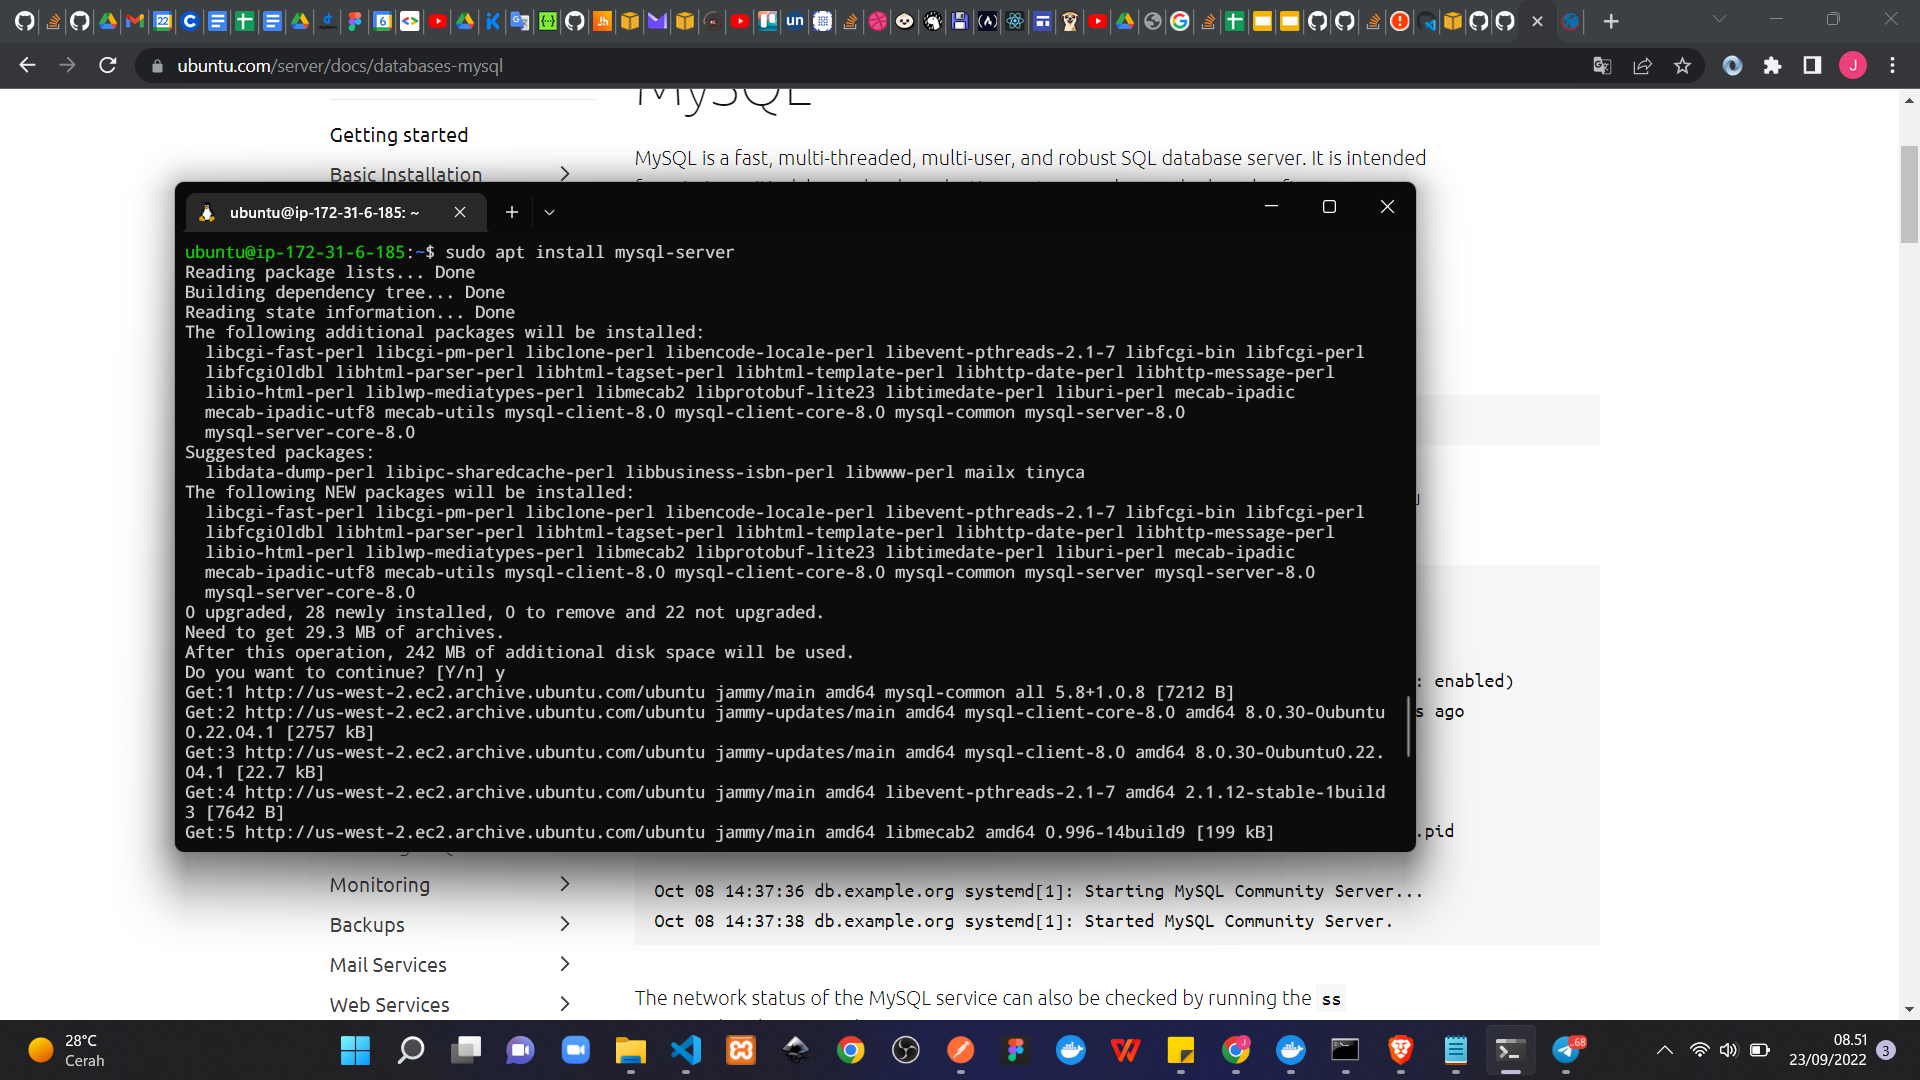 ubuntu.com/server/docs/databases-mysql
J
MySQL
Getting started
MySQL is a fast, multi-threaded, multi-user, and robust SQL database server. It is intended
Basic Installation
ubuntu@ip-172-31-6-185: ~
ubuntu@ip-172-31-6-185:~$ sudo apt install mysql-server
Reading package lists... Done
Building dependency tree... Done
Reading state information... Done
The following additional packages will be installed:
libcgi-fast-perl libcgi-pm-perl libclone-perl libencode-locale-perl libevent-pthreads-2.1-7 libfcgi-bin libfcgi-perl
libfcgi0ldbl libhtml-parser-perl libhtml-tagset-perl libhtml-template-perl libhttp-date-perl libhttp-message-perl
libio-html-perl liblwp-mediatypes-perl libmecab2 libprotobuf-lite23 libtimedate-perl liburi-perl mecab-ipadic
mecab-ipadic-utf8 mecab-utils mysql-client-8.0 mysql-client-core-8.0 mysql-common mysql-server-8.0
mysql-server-core-8.0
Suggested packages:
libdata-dump-perl libipc-sharedcache-perl libbusiness-isbn-perl libwww-perl mailx tinyca
The following NEW packages will be installed:
libcgi-fast-perl libcgi-pm-perl libclone-perl libencode-locale-perl libevent-pthreads-2.1-7 libfcgi-bin libfcgi-perl
libfcgi0ldbl libhtml-parser-perl libhtml-tagset-perl libhtml-template-perl libhttp-date-perl libhttp-message-perl
libio-html-perl liblwp-mediatypes-perl libmecab2 libprotobuf-lite23 libtimedate-perl liburi-perl mecab-ipadic
mecab-ipadic-utf8 mecab-utils mysql-client-8.0 mysql-client-core-8.0 mysql-common mysql-server mysql-server-8.0
mysql-server-core-8.0
0 upgraded, 28 newly installed, 0 to remove and 22 not upgraded.
Need to get 29.3 MB of archives.
After this operation, 242 MB of additional disk space will be used.
Do you want to continue? [Y/n] y
Get:1 http://us-west-2.ec2.archive.ubuntu.com/ubuntu jammy/main amd64 mysql-common all 5.8+1.0.8 [7212 B]
: enabled)
Get:2 http://us-west-2.ec2.archive.ubuntu.com/ubuntu jammy-updates/main amd64 mysql-client-core-8.0 amd64 8.0.30-0ubuntu
s ago
0.22.04.1 [2757 kB]
Get:3 http://us-west-2.ec2.archive.ubuntu.com/ubuntu jammy-updates/main amd64 mysql-client-8.0 amd64 8.0.30-0ubuntu0.22.
04.1 [22.7 kB]
Get:4 http://us-west-2.ec2.archive.ubuntu.com/ubuntu jammy/main amd64 libevent-pthreads-2.1-7 amd64 2.1.12-stable-1build
3 [7642 B]
Get:5 http://us-west-2.ec2.archive.ubuntu.com/ubuntu jammy/main amd64 libmecab2 amd64 0.996-14build9 [199 kB]
.pid
Monitoring
Oct 08 14:37:36 db.example.org systemd[1]: Starting MySQL Community Server...
Backups
Oct 08 14:37:38 db.example.org systemd[1]: Started MySQL Community Server.
Mail Services
Web Services
The network status of the MySQL service can also be checked by running the ss
28°C
Cerah
..68
08.51
23/09/2022
3